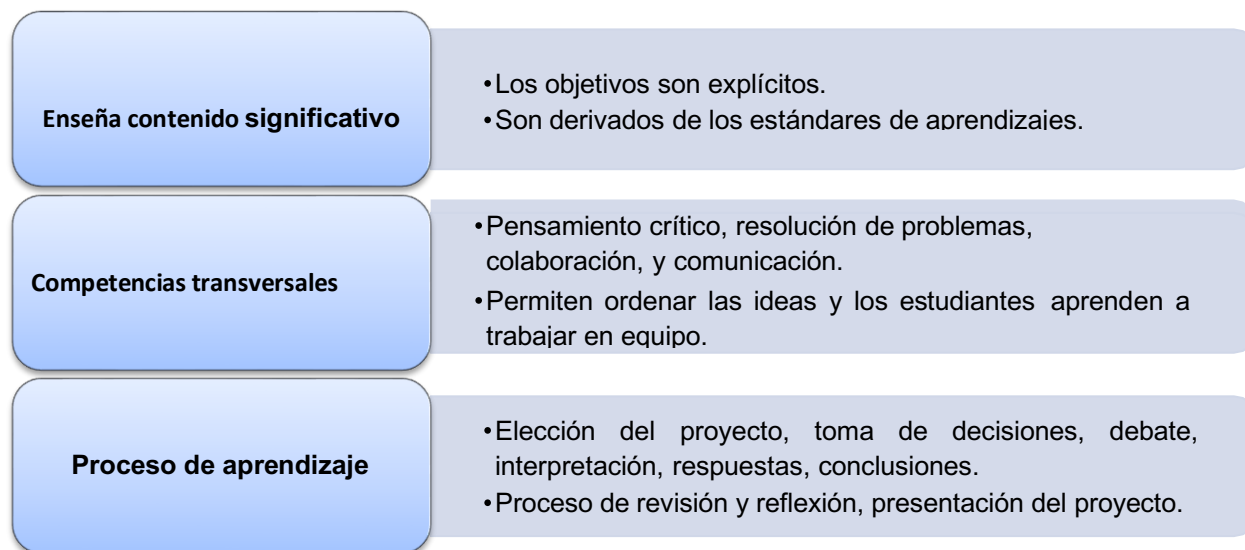 Enseña contenido significativo
•Los objetivos son explícitos.
•Son derivados de los estándares de aprendizajes.
Competencias transversales
•Pensamiento crítico, resolución de problemas,
colaboración, y comunicación.
•Permiten ordenar las ideas y los estudiantes aprenden a
trabajar en equipo.
Proceso de aprendizaje
•Elección del proyecto, toma de decisiones, debate,
interpretación, respuestas, conclusiones.
•Proceso de revisión y reflexión, presentación del proyecto.